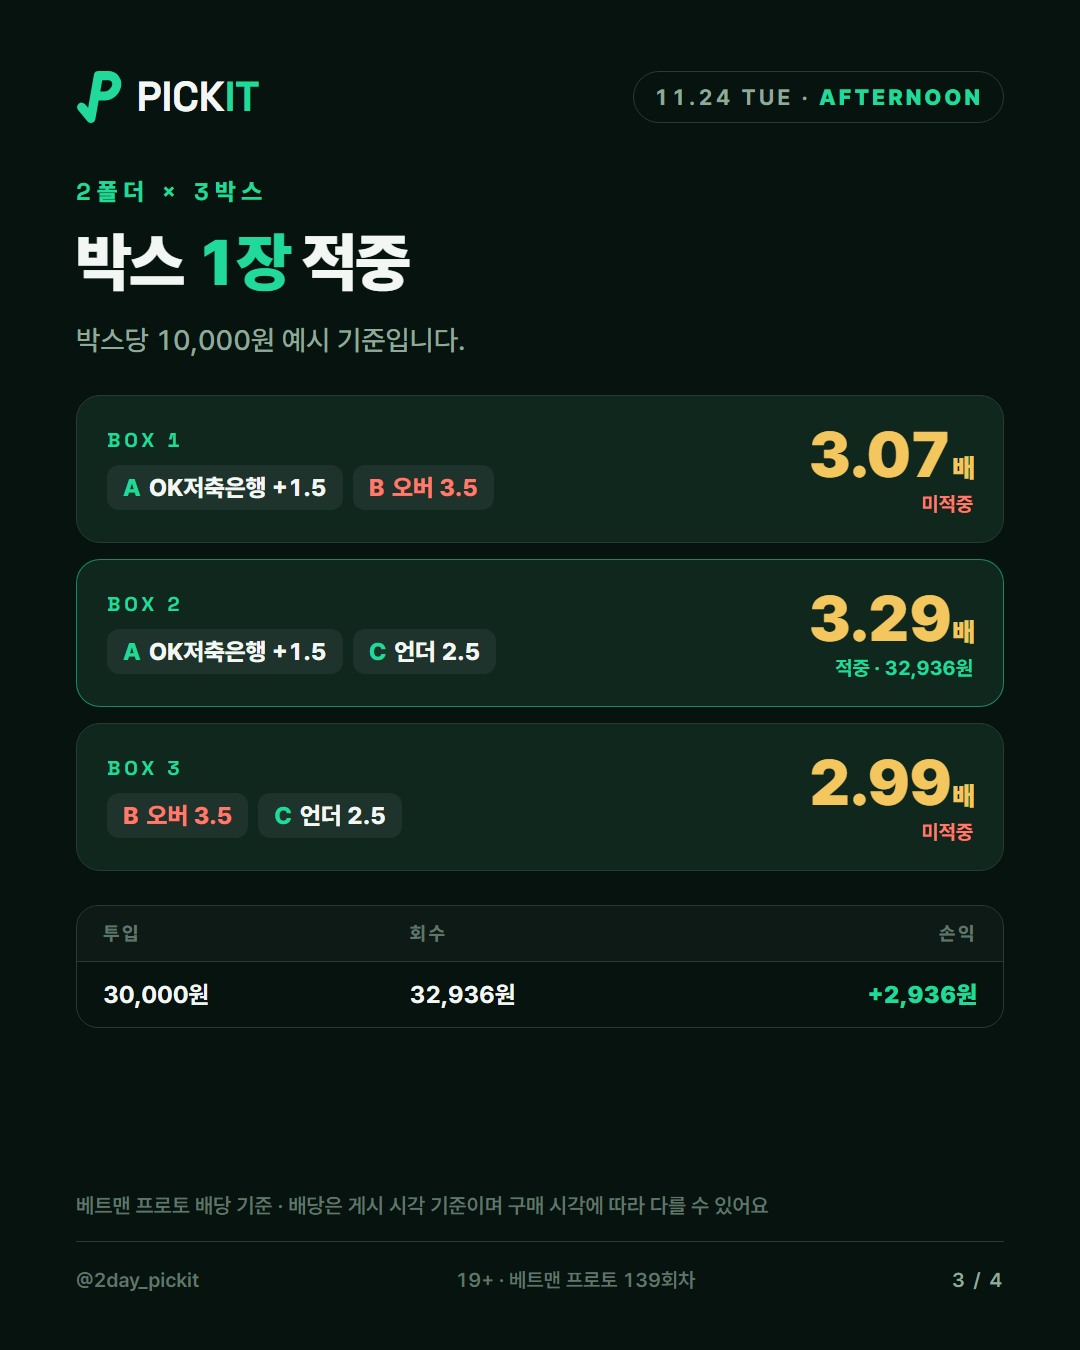 PICKIT
11.24 TUE · AFTERNOON
2폴더 × 3박스
박스 1장 적중
박스당 10,000원 예시 기준입니다.
BOX 1
A OK저축은행 +1.5 B 오버 3.5
3.07배
미적중
BOX 2
A OK저축은행 +1.5 C 언더 2.5
3.29배
적중 · 32,936원
BOX 3
B 오버 3.5 C 언더 2.5
2.99배
미적중
투입 회수 손익
30,000원 32,936원 +2,936원
베트맨 프로토 배당 기준 · 배당은 게시 시각 기준이며 구매 시각에 따라 다를 수 있어요
@2day_pickit 19+ · 베트맨 프로토 139회차 3 / 4